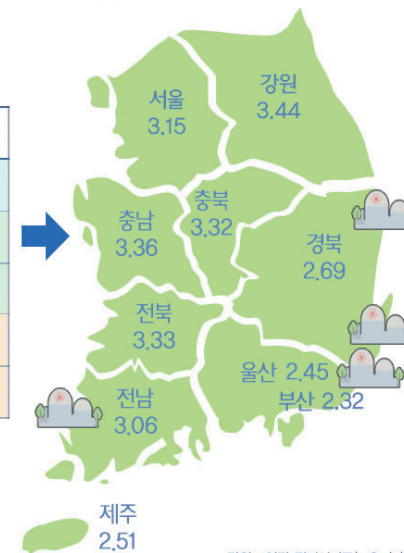 서울
3.15
강원
3.44
충남
3.36
충북
3.32
경북
2.69
전북
3.33
울산 2.45
부산 2.32
전남
3.06
제주
2.51